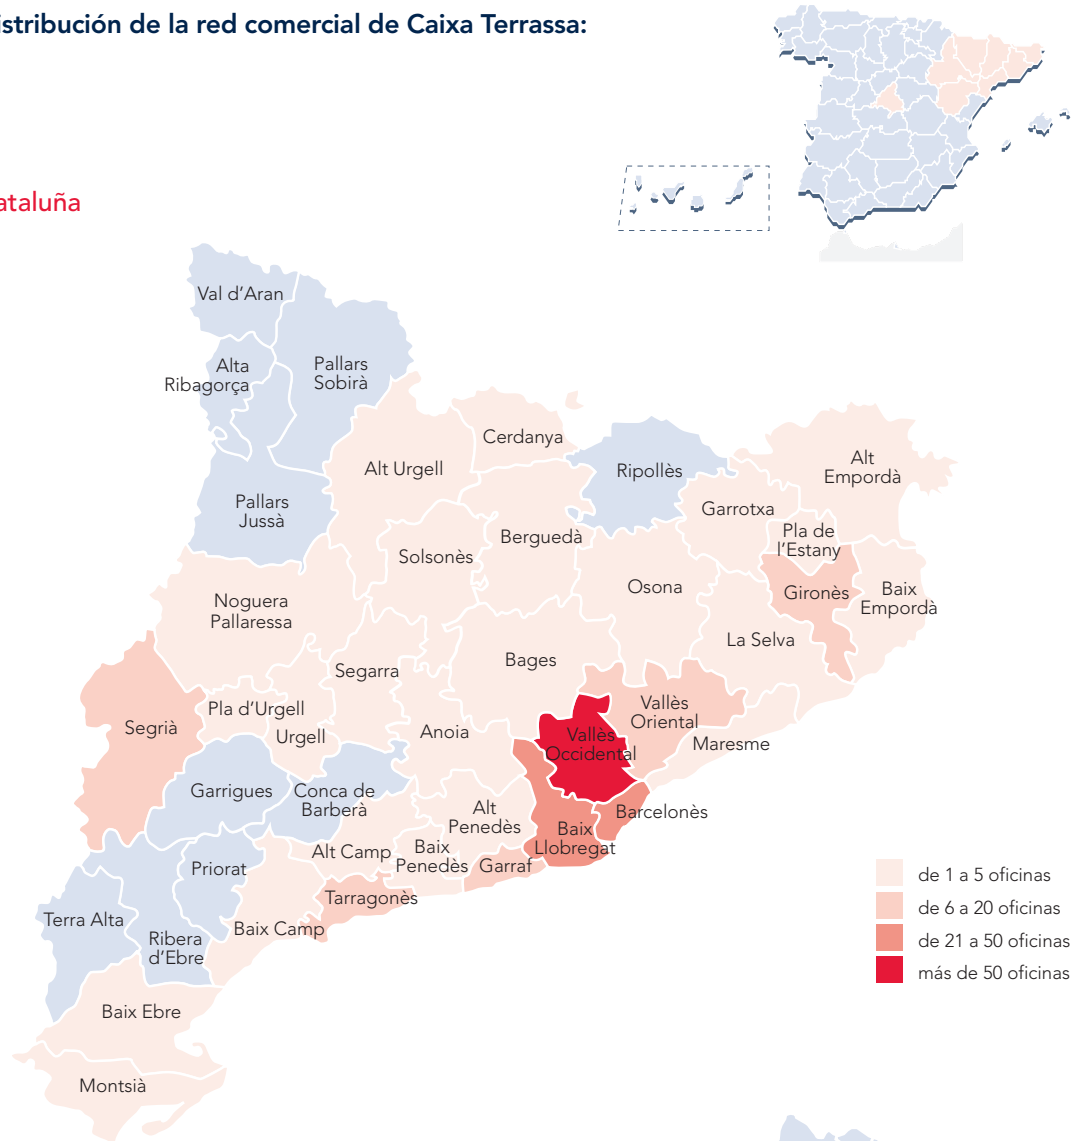 istribución de la red comercial de Caixa Terrassa:
ataluña
Val d'Aran
Alta
Ribagorça
Pallars
Sobirà
Cerdanya
Alt Urgell
Ripollès
Alt
Empordà
Pallars
Jussà
Garrotxa
Berguedà
Pla de
l'Estany
Solsonès
Osona
Gironès
Baix
Empordà
Noguera
Pallaressa
La Selva
Bages
Segarra
Pla d'Urgell
Vallès
Oriental
Segrià
Urgell
Anoia
Vallès
Occidental
Maresme
Garrigues
Conca de
Barberà
Alt
Penedès
Barcelonès
Baix
Llobregat
Alt Camp
Baix
Penedès
Garraf
Priorat
Tarragonès
Terra Alta
Baix Camp
Ribera
d'Ebre
Baix Ebre
Montsià
de 1 a 5 oficinas
de 6 a 20 oficinas
de 21 a 50 oficinas
más de 50 oficinas